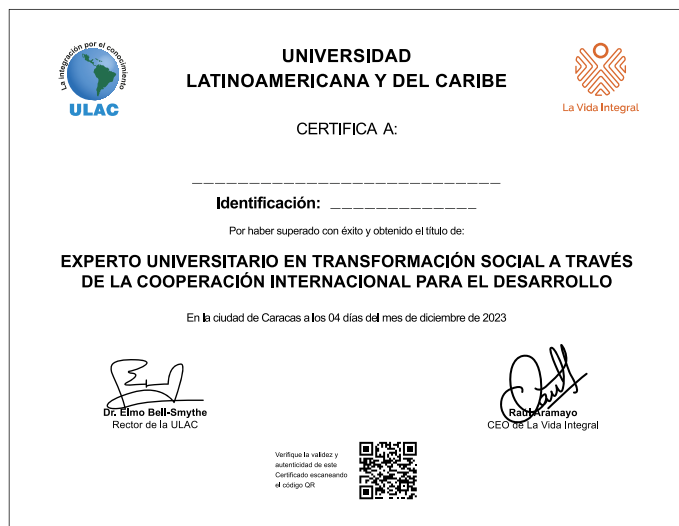 La integración por el conocimiento
ULAC
UNIVERSIDAD
LATINOAMERICANA Y DEL CARIBE
La Vida Integral
CERTIFICA A:
____________________________
Identificación: _____________
Por haber superado con éxito y obtenido el título de:
EXPERTO UNIVERSITARIO EN TRANSFORMACIÓN SOCIAL A TRAVÉS
DE LA COOPERACIÓN INTERNACIONAL PARA EL DESARROLLO
En la ciudad de Caracas a los 04 días del mes de diciembre de 2023
Dr. Elmo Bell-Smythe
Rector de la ULAC
Raúl Aramayo
CEO de La Vida Integral
Verifique la validez y
autenticidad de este
Certificado escaneando
el código QR